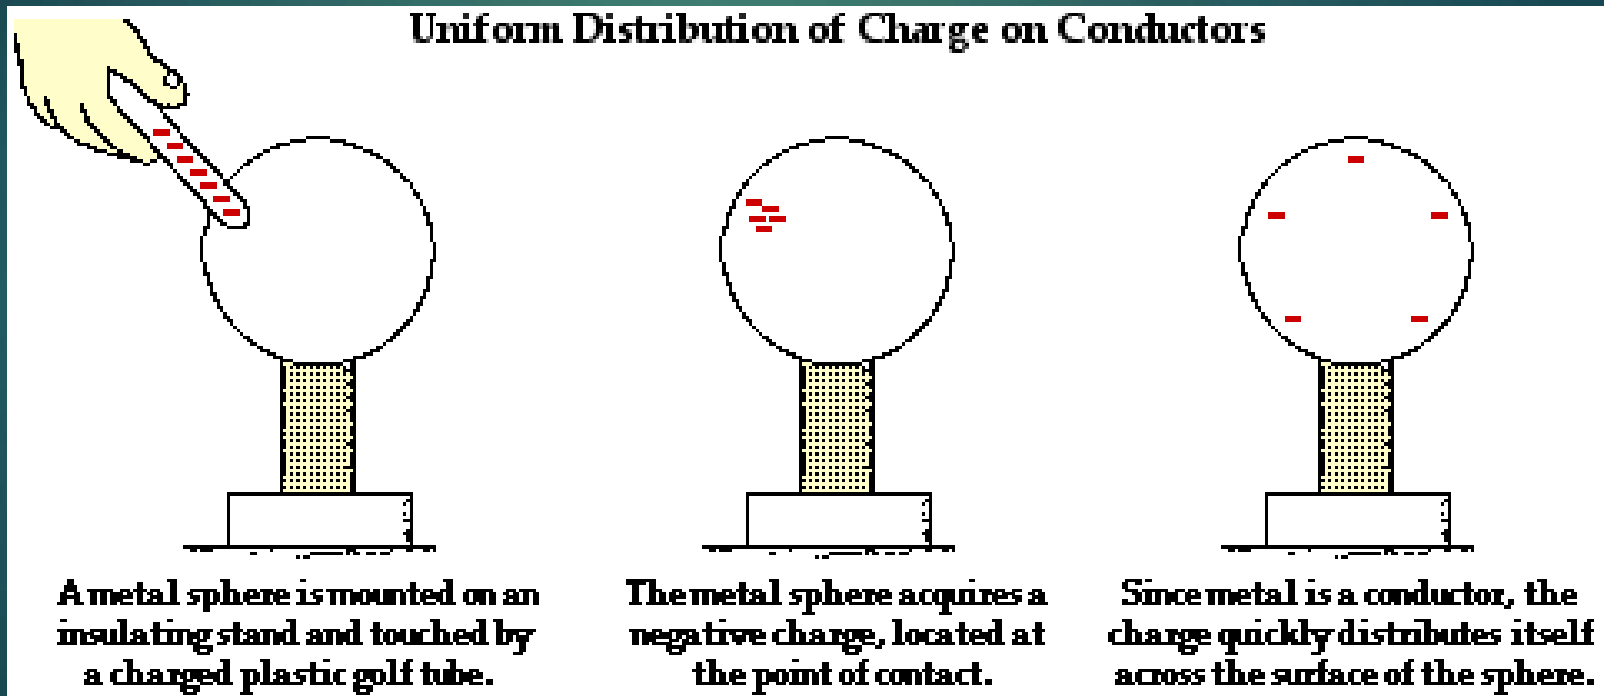 Uniform Distribution of Charge on Conductors
A metal sphere is mounted on an
insulating stand and touched by
a charged plastic golf tube.
The metal sphere acquires a
negative charge, located at
the point of contact.
Since metal is a conductor, the
charge quickly distributes itself
across the surface of the sphere.